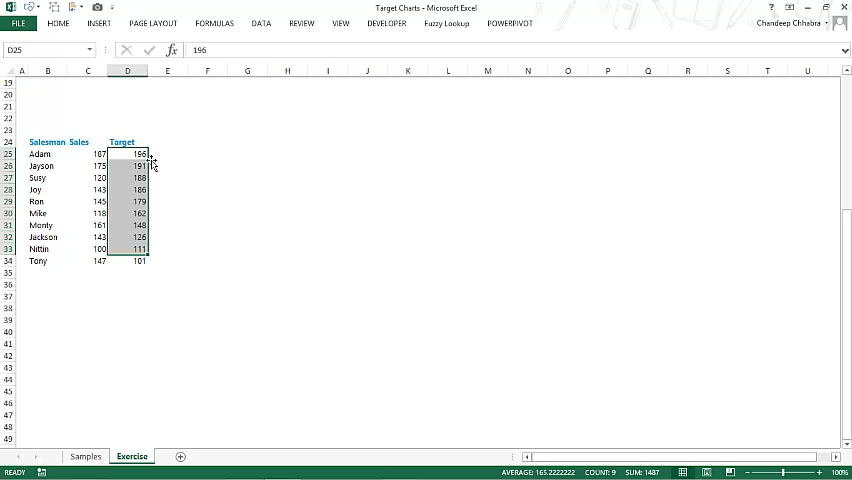 Target Charts - Microsoft Excel
?
FILE HOME INSERT PAGE LAYOUT FORMULAS DATA REVIEW VIEW DEVELOPER Fuzzy Lookup POWERPIVOT Chandeep Chhabra
D25 fx 196
A B C D E F G H I J K L M N O P Q R S T U
19
20
21
22
23
24 Salesman Sales Target
25 Adam 187 196
26 Jayson 175 191
27 Susy 120 188
28 Joy 143 186
29 Ron 145 179
30 Mike 118 162
31 Monty 161 148
32 Jackson 143 126
33 Nittin 100 111
34 Tony 147 101
35
36
37
38
39
40
41
42
43
44
45
46
47
48
49
Samples Exercise
READY AVERAGE: 165.2222222 COUNT: 9 SUM: 1487 100%